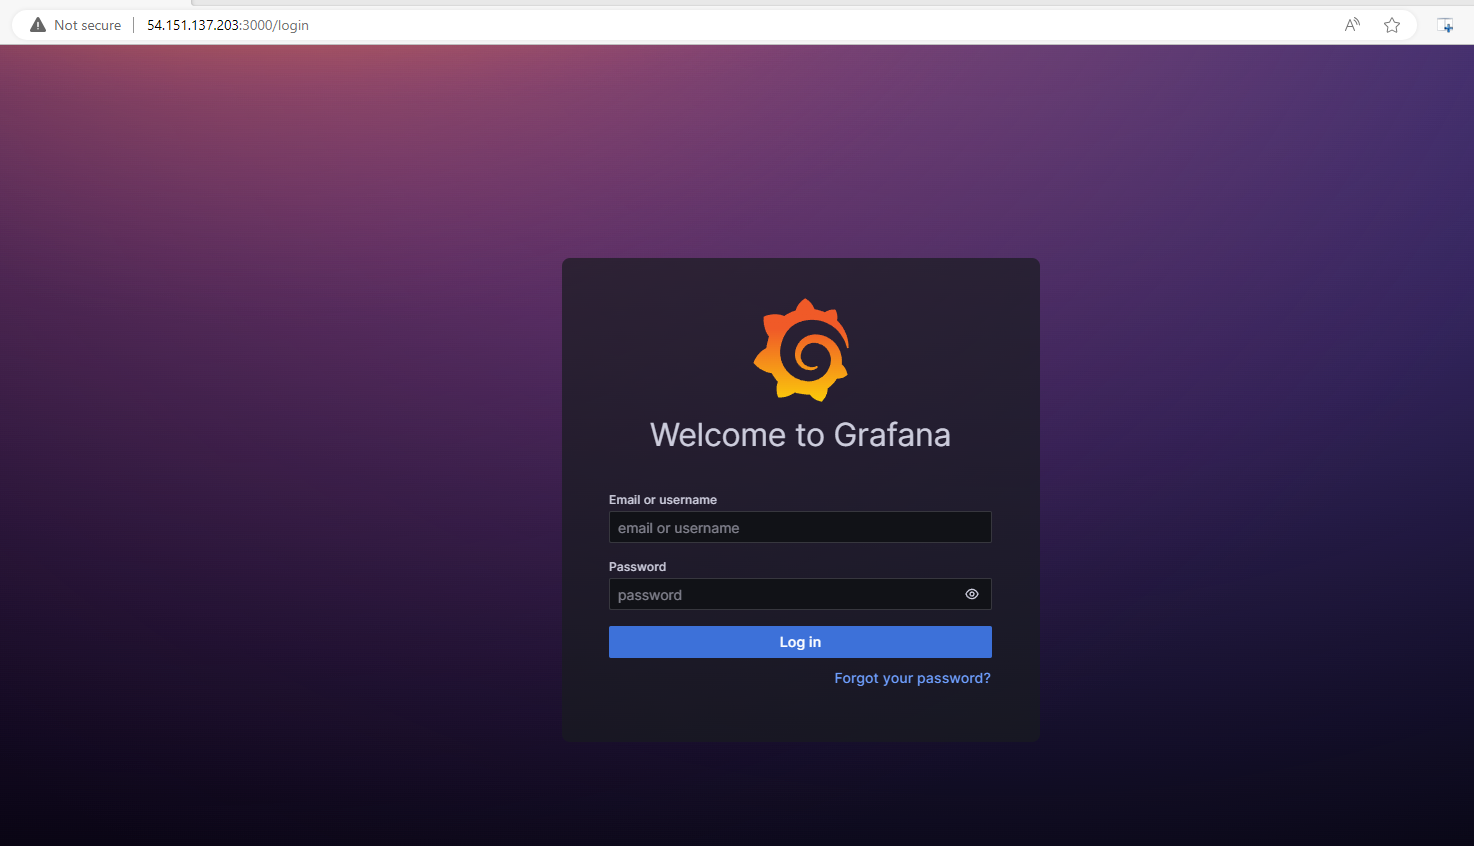 Not secure 54.151.137.203:3000/login
Welcome to Grafana
Email or username
email or username
Password
password
Log in
Forgot your password?